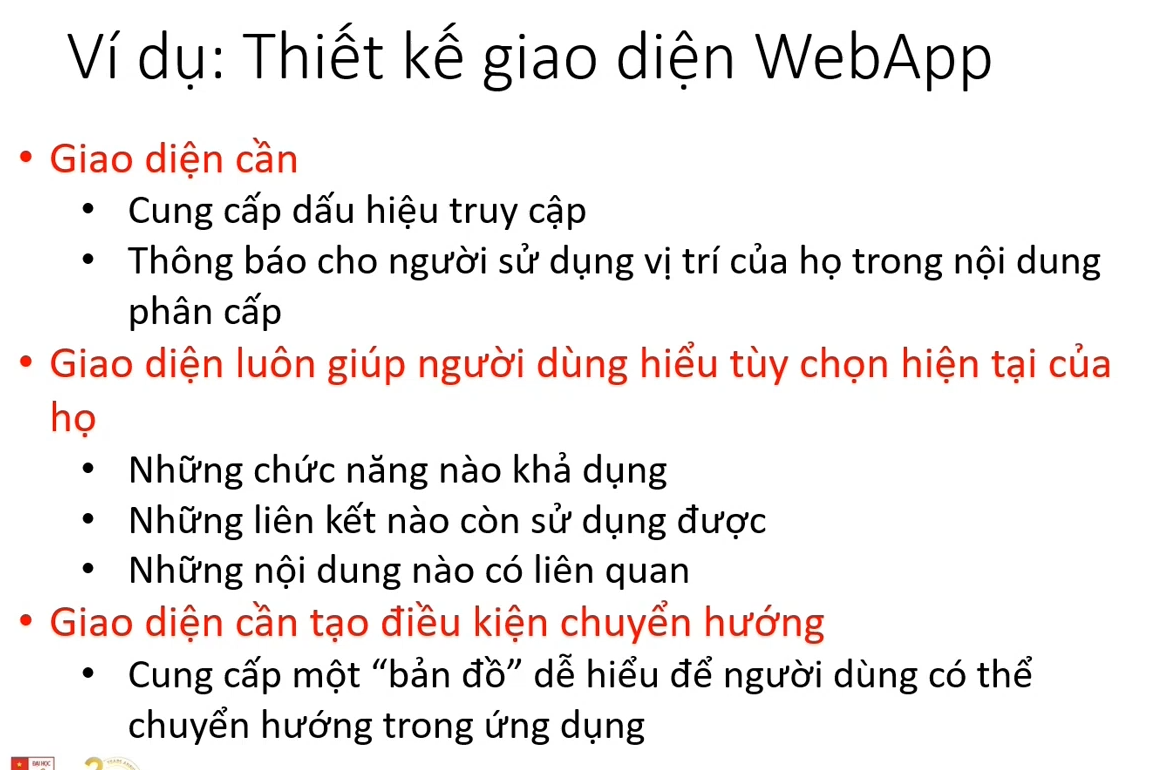 Ví dụ: Thiết kế giao diện WebApp
• Giao diện cần
• Cung cấp dấu hiệu truy cập
• Thông báo cho người sử dụng vị trí của họ trong nội dung
phân cấp
• Giao diện luôn giúp người dùng hiểu tùy chọn hiện tại của
họ
• Những chức năng nào khả dụng
• Những liên kết nào còn sử dụng được
• Những nội dung nào có liên quan
• Giao diện cần tạo điều kiện chuyển hướng
• Cung cấp một “bản đồ” dễ hiểu để người dùng có thể
chuyển hướng trong ứng dụng
ĐẠI HỌC